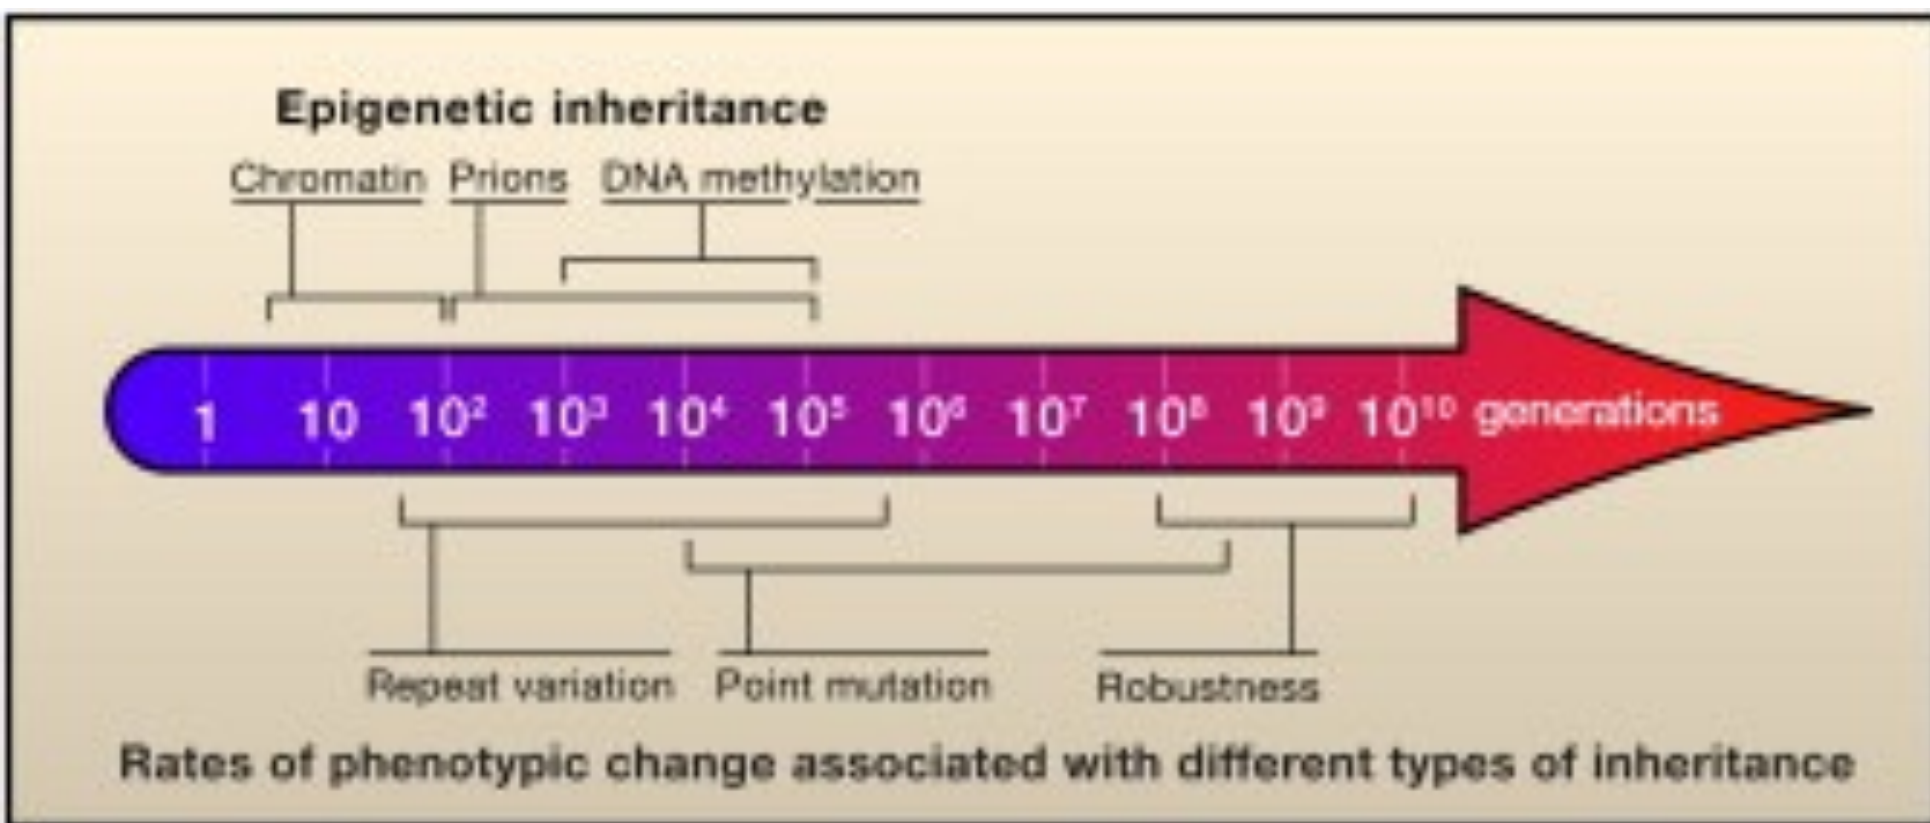 Epigenetic inheritance
Chromatin Prions DNA methylation
1 10 10² 10³ 10⁴ 10⁵ 10⁶ 10⁷ 10⁸ 10⁹ 10¹⁰ generations
Repeat variation Point mutation Robustness
Rates of phenotypic change associated with different types of inheritance